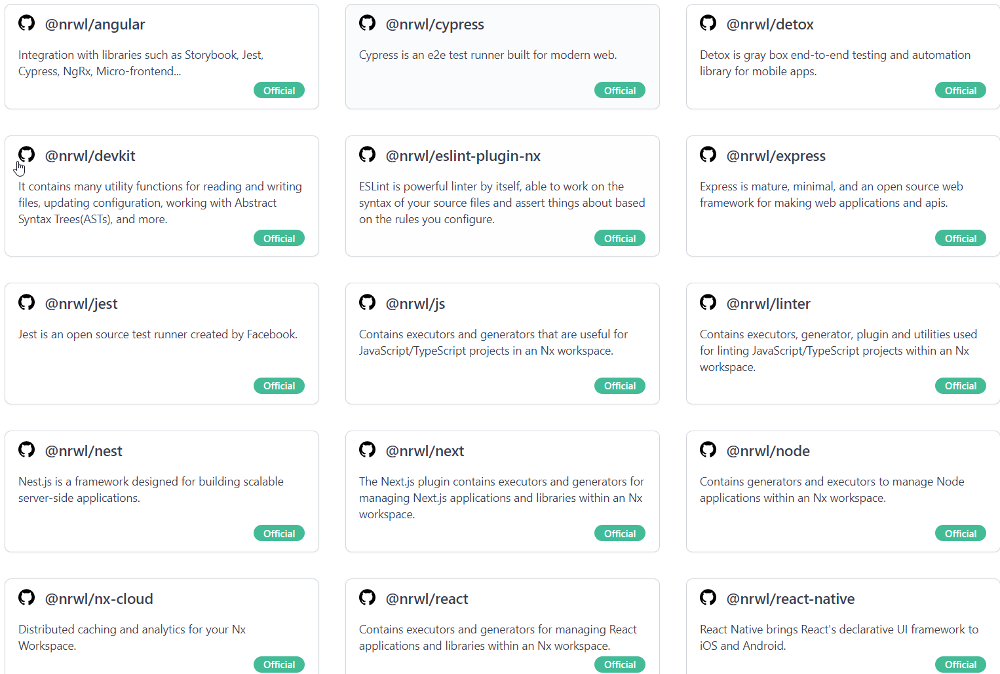 @nrwl/angular
Integration with libraries such as Storybook, Jest,
Cypress, NgRx, Micro-frontend...
Official
@nrwl/cypress
Cypress is an e2e test runner built for modern web.
Official
@nrwl/detox
Detox is gray box end-to-end testing and automation
library for mobile apps.
Official
@nrwl/devkit
It contains many utility functions for reading and writing
files, updating configuration, working with Abstract
Syntax Trees(ASTs), and more.
Official
@nrwl/eslint-plugin-nx
ESLint is powerful linter by itself, able to work on the
syntax of your source files and assert things about based
on the rules you configure.
Official
@nrwl/express
Express is mature, minimal, and an open source web
framework for making web applications and apis.
Official
@nrwl/jest
Jest is an open source test runner created by Facebook.
Official
@nrwl/js
Contains executors and generators that are useful for
JavaScript/TypeScript projects in an Nx workspace.
Official
@nrwl/linter
Contains executors, generator, plugin and utilities used
for linting JavaScript/TypeScript projects within an Nx
workspace.
Official
@nrwl/nest
Nest.js is a framework designed for building scalable
server-side applications.
Official
@nrwl/next
The Next.js plugin contains executors and generators for
managing Next.js applications and libraries within an Nx
workspace.
Official
@nrwl/node
Contains generators and executors to manage Node
applications within an Nx workspace.
Official
@nrwl/nx-cloud
Distributed caching and analytics for your Nx
Workspace.
Official
@nrwl/react
Contains executors and generators for managing React
applications and libraries within an Nx workspace.
Official
@nrwl/react-native
React Native brings React's declarative UI framework to
iOS and Android.
Official